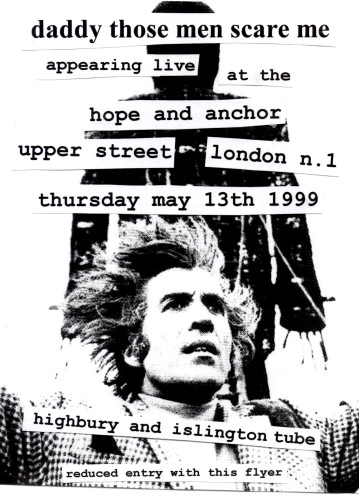 daddy those men scare me
appearing live
at the
hope and anchor
upper street
london n.1
thursday may 13th 1999
highbury and islington tube
reduced entry with this flyer